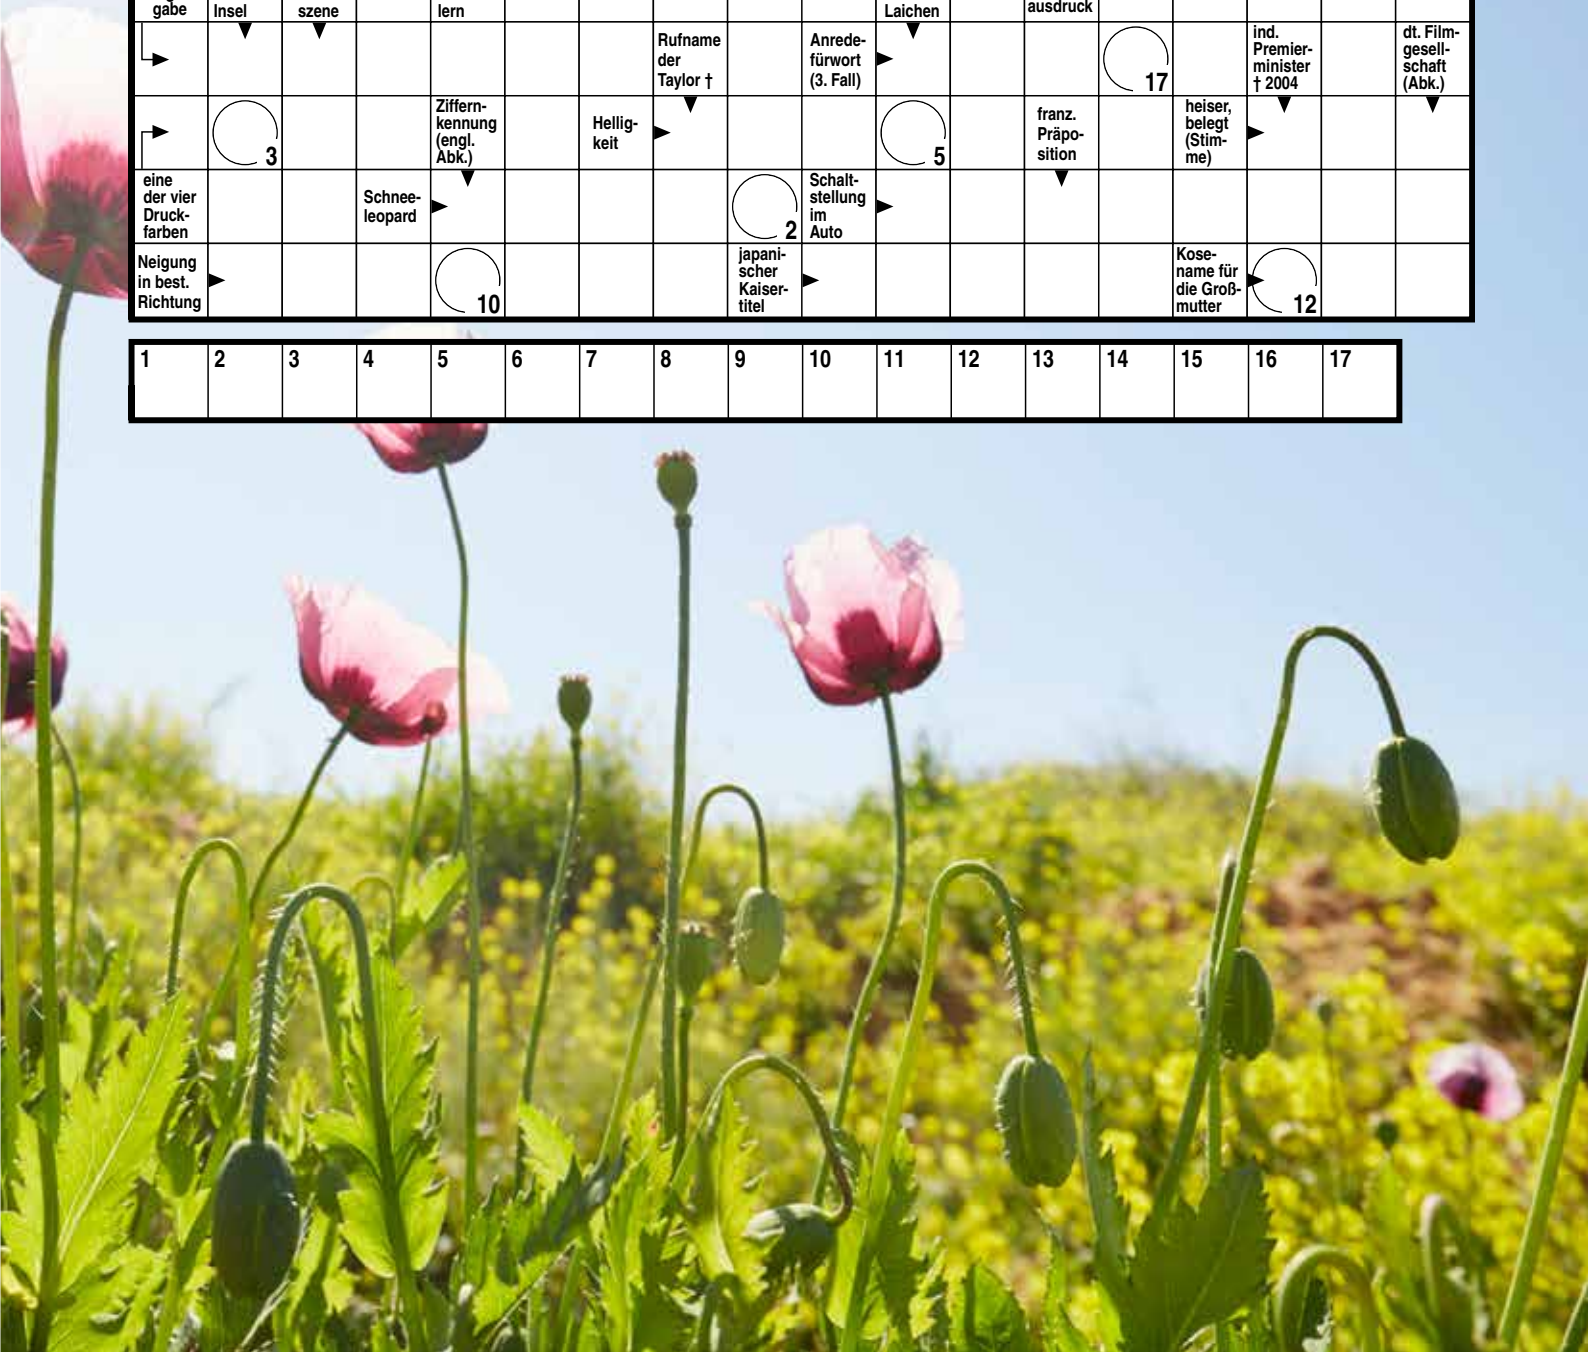 gabe
Insel
szene
lern
Laichen
ausdruck
Rufname
der
Taylor †
Anrede-
fürwort
(3. Fall)
17
ind.
Premier-
minister
† 2004
dt. Film-
gesell-
schaft
(Abk.)
3
Ziffern-
kennung
(engl.
Abk.)
Hellig-
keit
5
franz.
Präpo-
sition
heiser,
belegt
(Stim-
me)
eine
der vier
Druck-
farben
Schnee-
leopard
2
Schalt-
stellung
im
Auto
Neigung
in best.
Richtung
10
japani-
scher
Kaiser-
titel
Kose-
name für
die Groß-
mutter
12
1 2 3 4 5 6 7 8 9 10 11 12 13 14 15 16 17